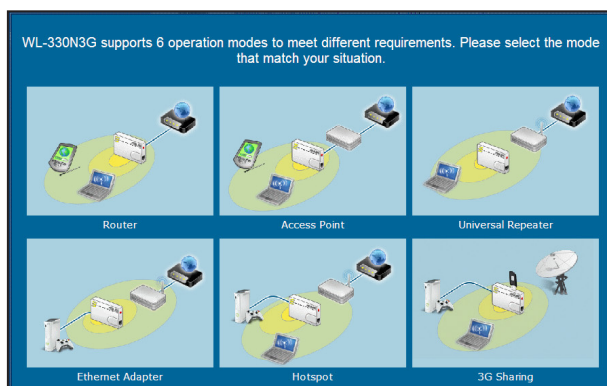 WL-330N3G supports 6 operation modes to meet different requirements. Please select the mode
that match your situation.
Router
Access Point
Universal Repeater
Ethernet Adapter
Hotspot
3G Sharing